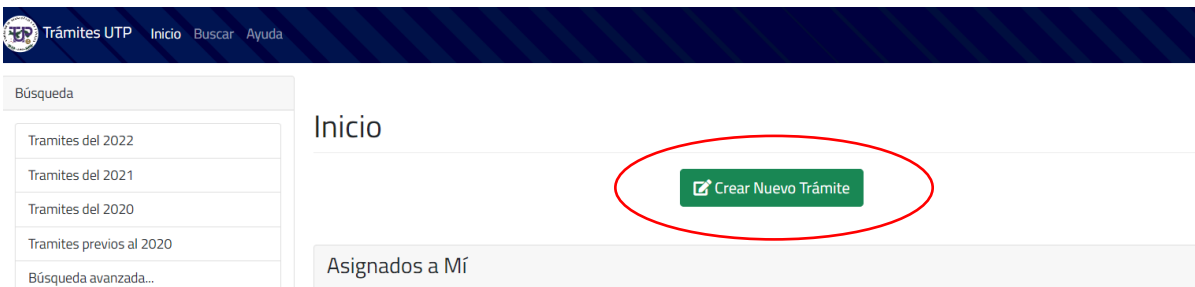 Trámites UTP Inicio Buscar Ayuda
Búsqueda
Tramites del 2022
Tramites del 2021
Tramites del 2020
Tramites previos al 2020
Búsqueda avanzada...
Inicio
Crear Nuevo Trámite
Asignados a Mí